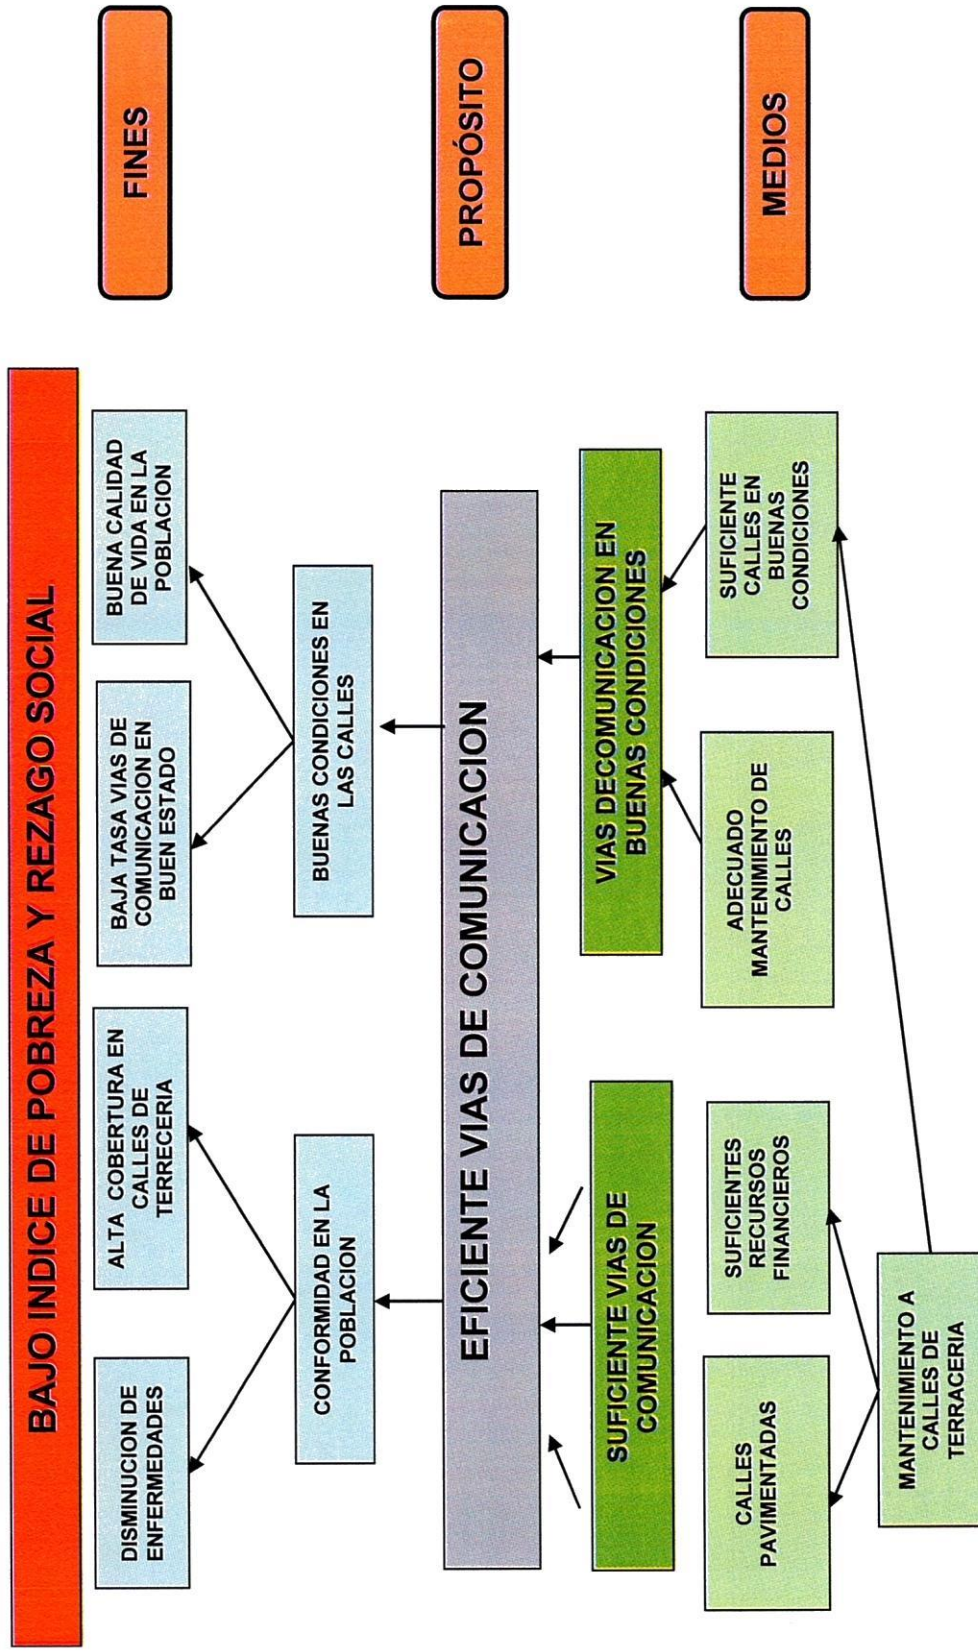 BAJO INDICE DE POBREZA Y REZAGO SOCIAL
FINES
DISMINUCION DE
ENFERMEDADES
ALTA COBERTURA EN
CALLES DE
TERRECERIA
BAJA TASA VIAS DE
COMUNICACION EN
BUEN ESTADO
BUENA CALIDAD
DE VIDA EN LA
POBLACION
CONFORMIDAD EN LA
POBLACION
BUENAS CONDICIONES EN
LAS CALLES
EFICIENTE VIAS DE COMUNICACION
PROPÓSITO
SUFICIENTE VIAS DE
COMUNICACION
VIAS DECOMUNICACION EN
BUENAS CONDICIONES
CALLES
PAVIMENTADAS
SUFICIENTES
RECURSOS
FINANCIEROS
ADECUADO
MANTENIMIENTO DE
CALLES
SUFICIENTE
CALLES EN
BUENAS
CONDICIONES
MEDIOS
MANTENIMIENTO A
CALLES DE
TERRACERIA